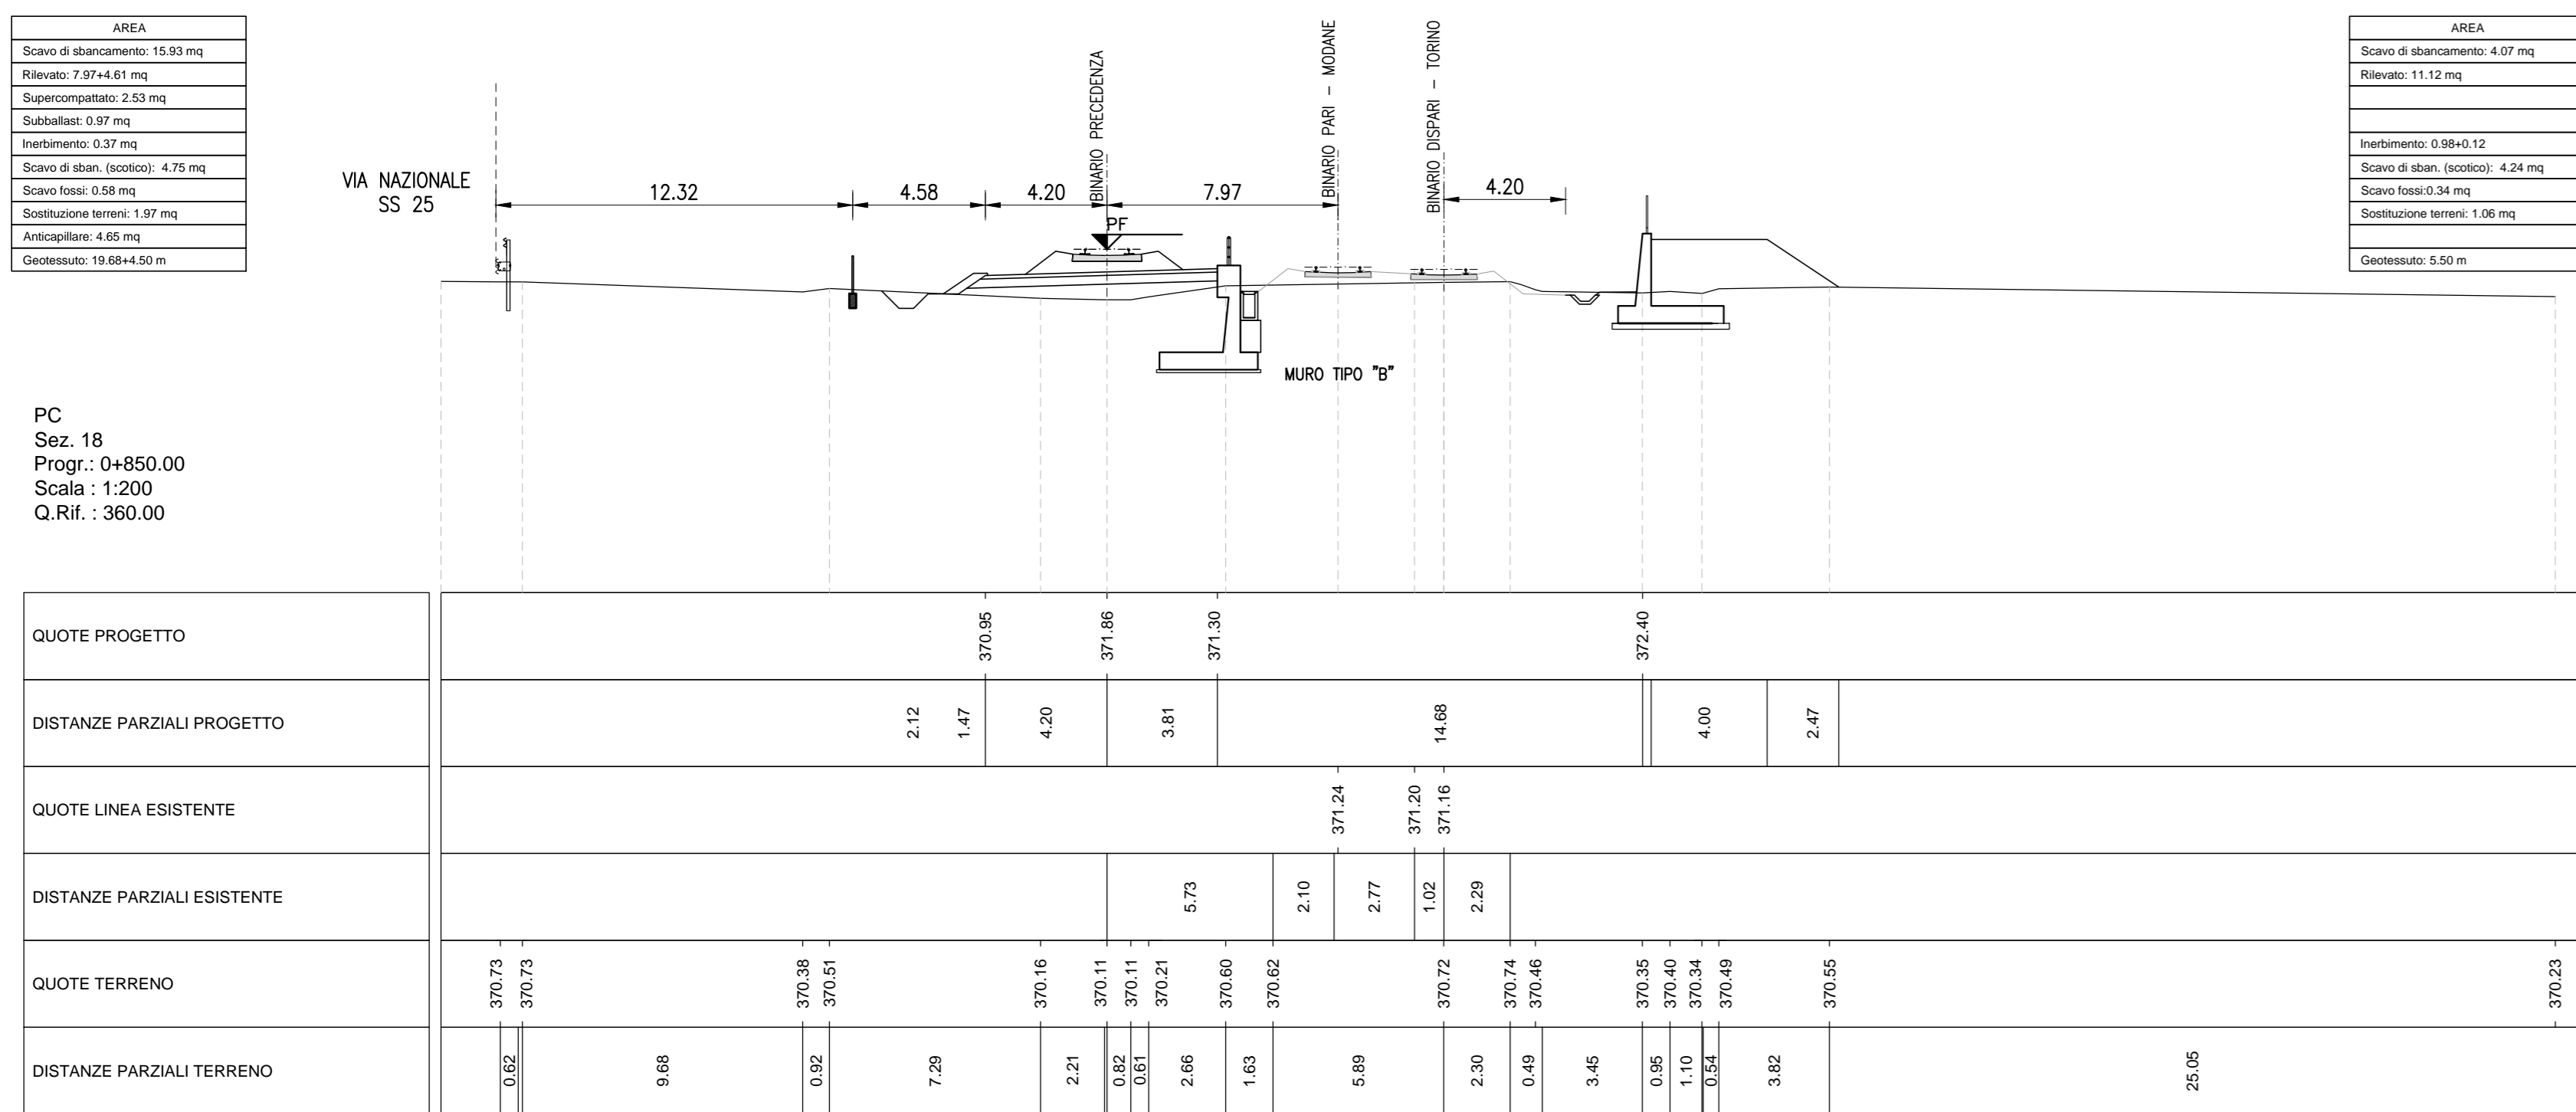 AREA
Scavo di sbancamento: 15.93 mq
Rilevato: 7.97+4.61 mq
Supercompattato: 2.53 mq
Subballast: 0.97 mq
Inerbimento: 0.37 mq
Scavo di sban. (scotico): 4.75 mq
Scavo fossi: 0.58 mq
Sostituzione terreni: 1.97 mq
Anticapillare: 4.65 mq
Geotessuto: 19.68+4.50 m
VIA NAZIONALE
SS 25
12.32
4.58
4.20
BINARIO PRECEDENZA
7.97
BINARIO PARI - MODANE
BINARIO DISPARI - TORINO
4.20
PF
MURO TIPO "B"
AREA
Scavo di sbancamento: 4.07 mq
Rilevato: 11.12 mq
Inerbimento: 0.98+0.12
Scavo di sban. (scotico): 4.24 mq
Scavo fossi:0.34 mq
Sostituzione terreni: 1.06 mq
Geotessuto: 5.50 m
PC
Sez. 18
Progr.: 0+850.00
Scala : 1:200
Q.Rif. : 360.00
QUOTE PROGETTO
370.95
371.86
371.30
372.40
DISTANZE PARZIALI PROGETTO
2.12
1.47
4.20
3.81
14.68
4.00
2.47
QUOTE LINEA ESISTENTE
371.24
371.20
371.16
DISTANZE PARZIALI ESISTENTE
5.73
2.10
2.77
1.02
2.29
QUOTE TERRENO
370.73
370.73
370.38
370.51
370.16
370.11
370.11
370.21
370.60
370.62
370.72
370.74
370.46
370.35
370.40
370.34
370.49
370.55
370.23
DISTANZE PARZIALI TERRENO
0.62
9.68
0.92
7.29
2.21
0.82
0.61
2.66
1.63
5.89
2.30
0.49
3.45
0.95
1.10
0.54
3.82
25.05